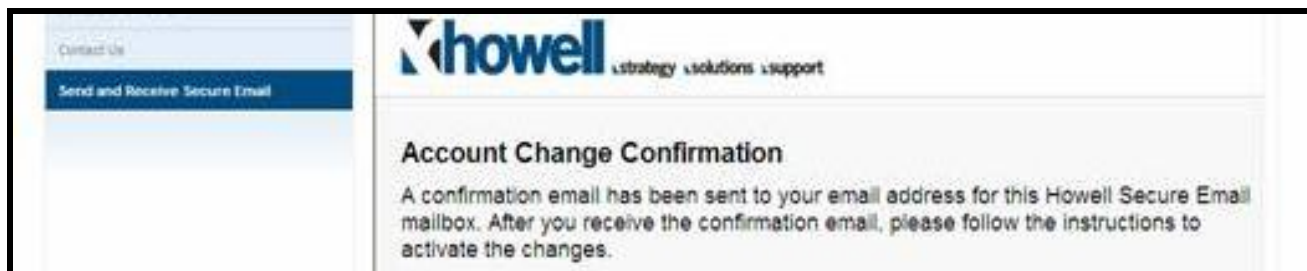 Contact Us
Send and Receive Secure Email
howell strategy solutions support
Account Change Confirmation
A confirmation email has been sent to your email address for this Howell Secure Email
mailbox. After you receive the confirmation email, please follow the instructions to
activate the changes.